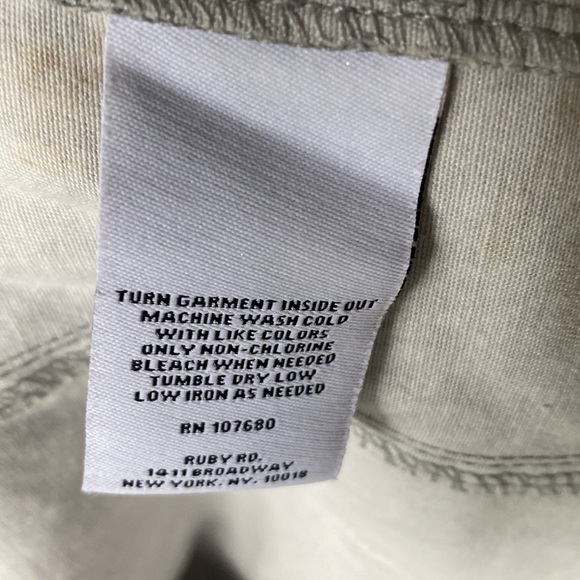 TURN GARMENT INSIDE OUT
MACHINE WASH COLD
WITH LIKE COLORS
ONLY NON-CHLORINE
BLEACH WHEN NEEDED
TUMBLE DRY LOW
LOW IRON AS NEEDED
RN 107680
RUBY RD.
1411 BROADWAY
NEW YORK, NY. 10018